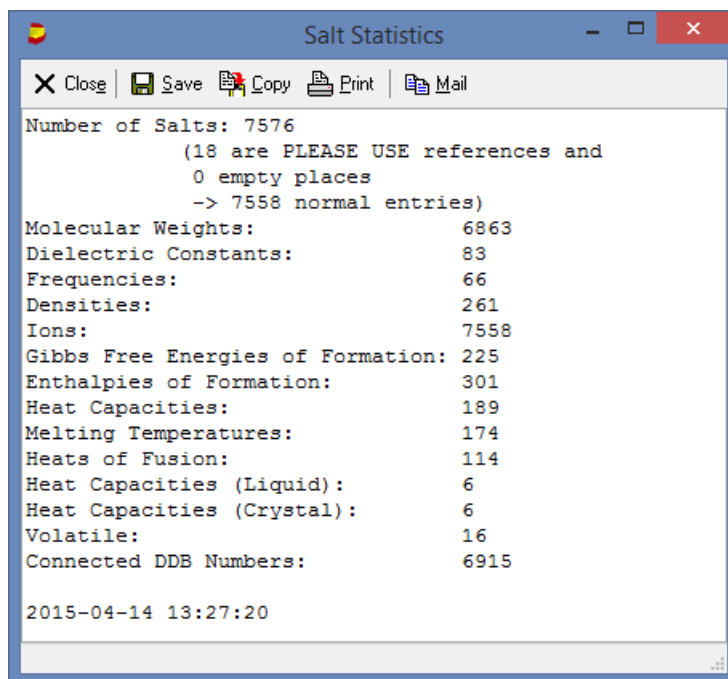 Salt Statistics
Close Save Copy Print Mail
Number of Salts: 7576
(18 are PLEASE USE references and
0 empty places
-> 7558 normal entries)
Molecular Weights: 6863
Dielectric Constants: 83
Frequencies: 66
Densities: 261
Ions: 7558
Gibbs Free Energies of Formation: 225
Enthalpies of Formation: 301
Heat Capacities: 189
Melting Temperatures: 174
Heats of Fusion: 114
Heat Capacities (Liquid): 6
Heat Capacities (Crystal): 6
Volatile: 16
Connected DDB Numbers: 6915
2015-04-14 13:27:20